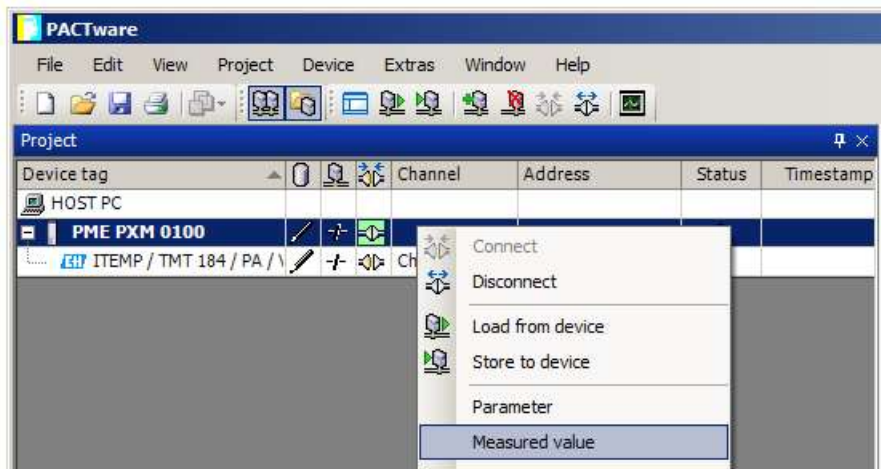 PACTware
File Edit View Project Device Extras Window Help
Project
Device tag Channel Address Status Timestamp
HOST PC
PME PXM 0100
ITEMP / TMT 184 / PA / Ch
Connect
Disconnect
Load from device
Store to device
Parameter
Measured value